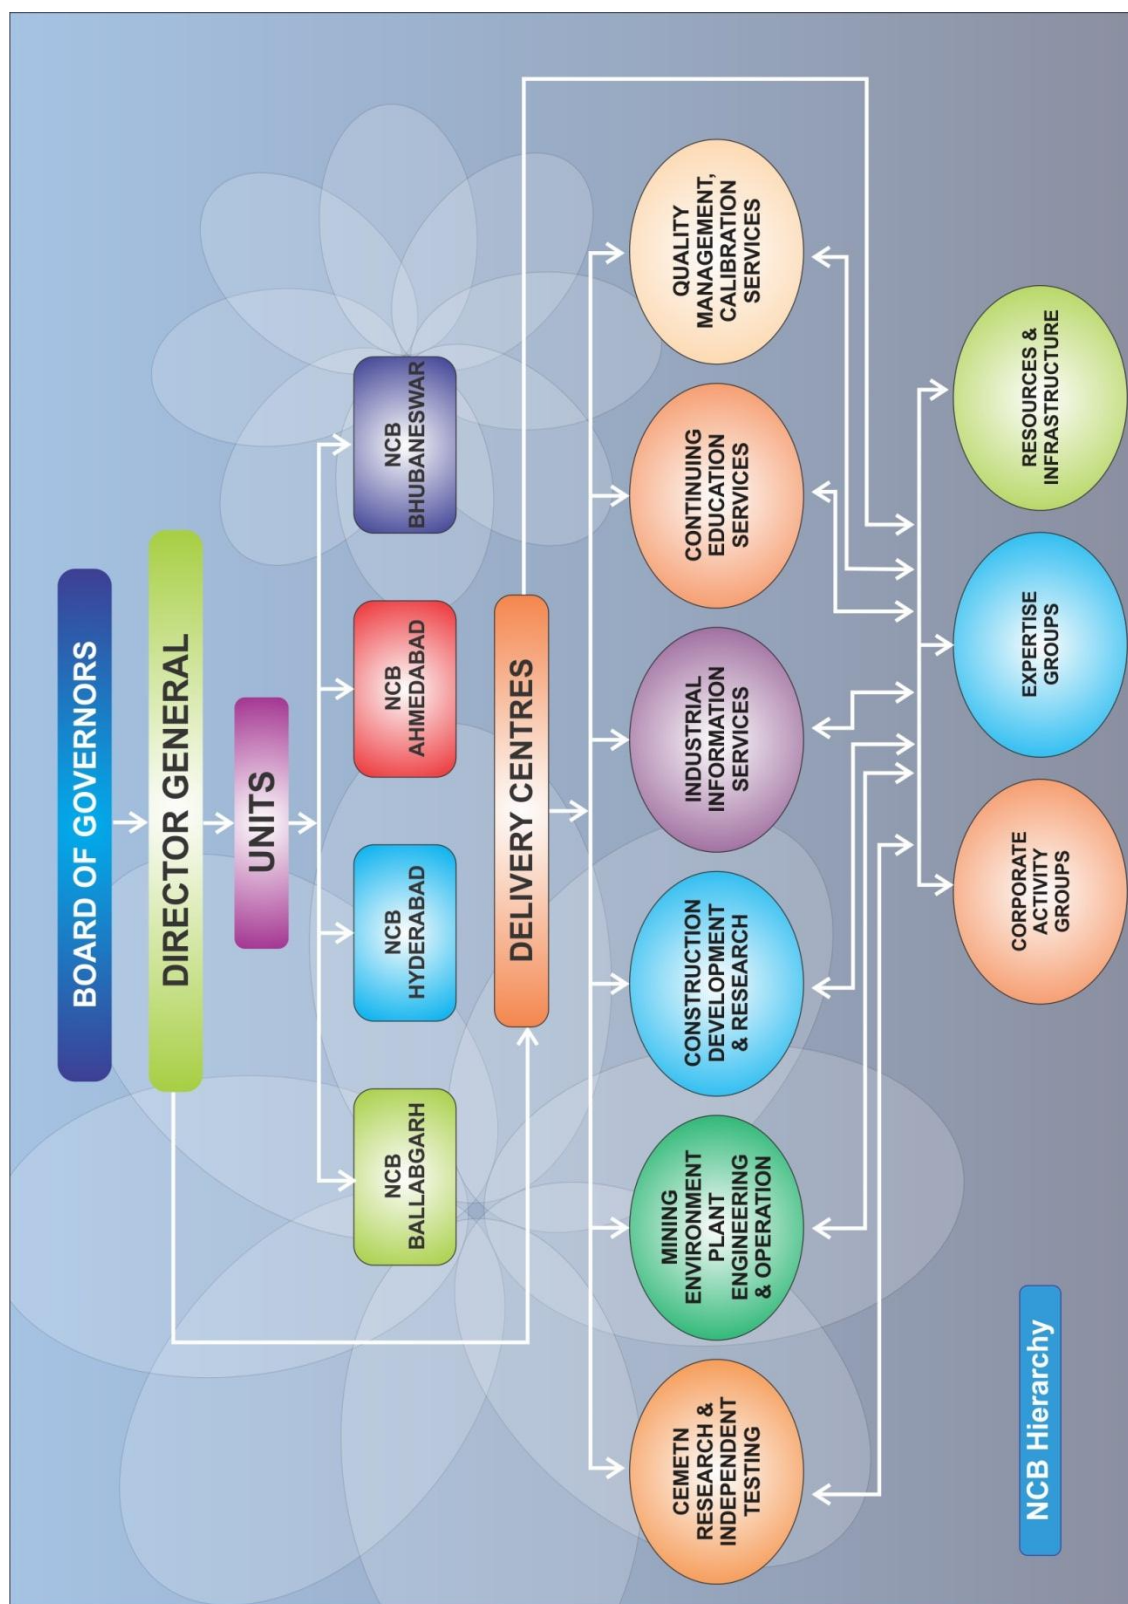 BOARD OF GOVERNORS
DIRECTOR GENERAL
UNITS
NCB
BALLABGARH
NCB
HYDERABAD
NCB
AHMEDABAD
NCB
BHUBANESWAR
DELIVERY CENTRES
CEMETN
RESEARCH &
INDEPENDENT
TESTING
MINING
ENVIRONMENT
PLANT
ENGINEERING
& OPERATION
CONSTRUCTION
DEVELOPMENT
& RESEARCH
INDUSTRIAL
INFORMATION
SERVICES
CONTINUING
EDUCATION
SERVICES
QUALITY
MANAGEMENT,
CALIBRATION
SERVICES
CORPORATE
ACTIVITY
GROUPS
EXPERTISE
GROUPS
RESOURCES &
INFRASTRUCTURE
NCB Hierarchy